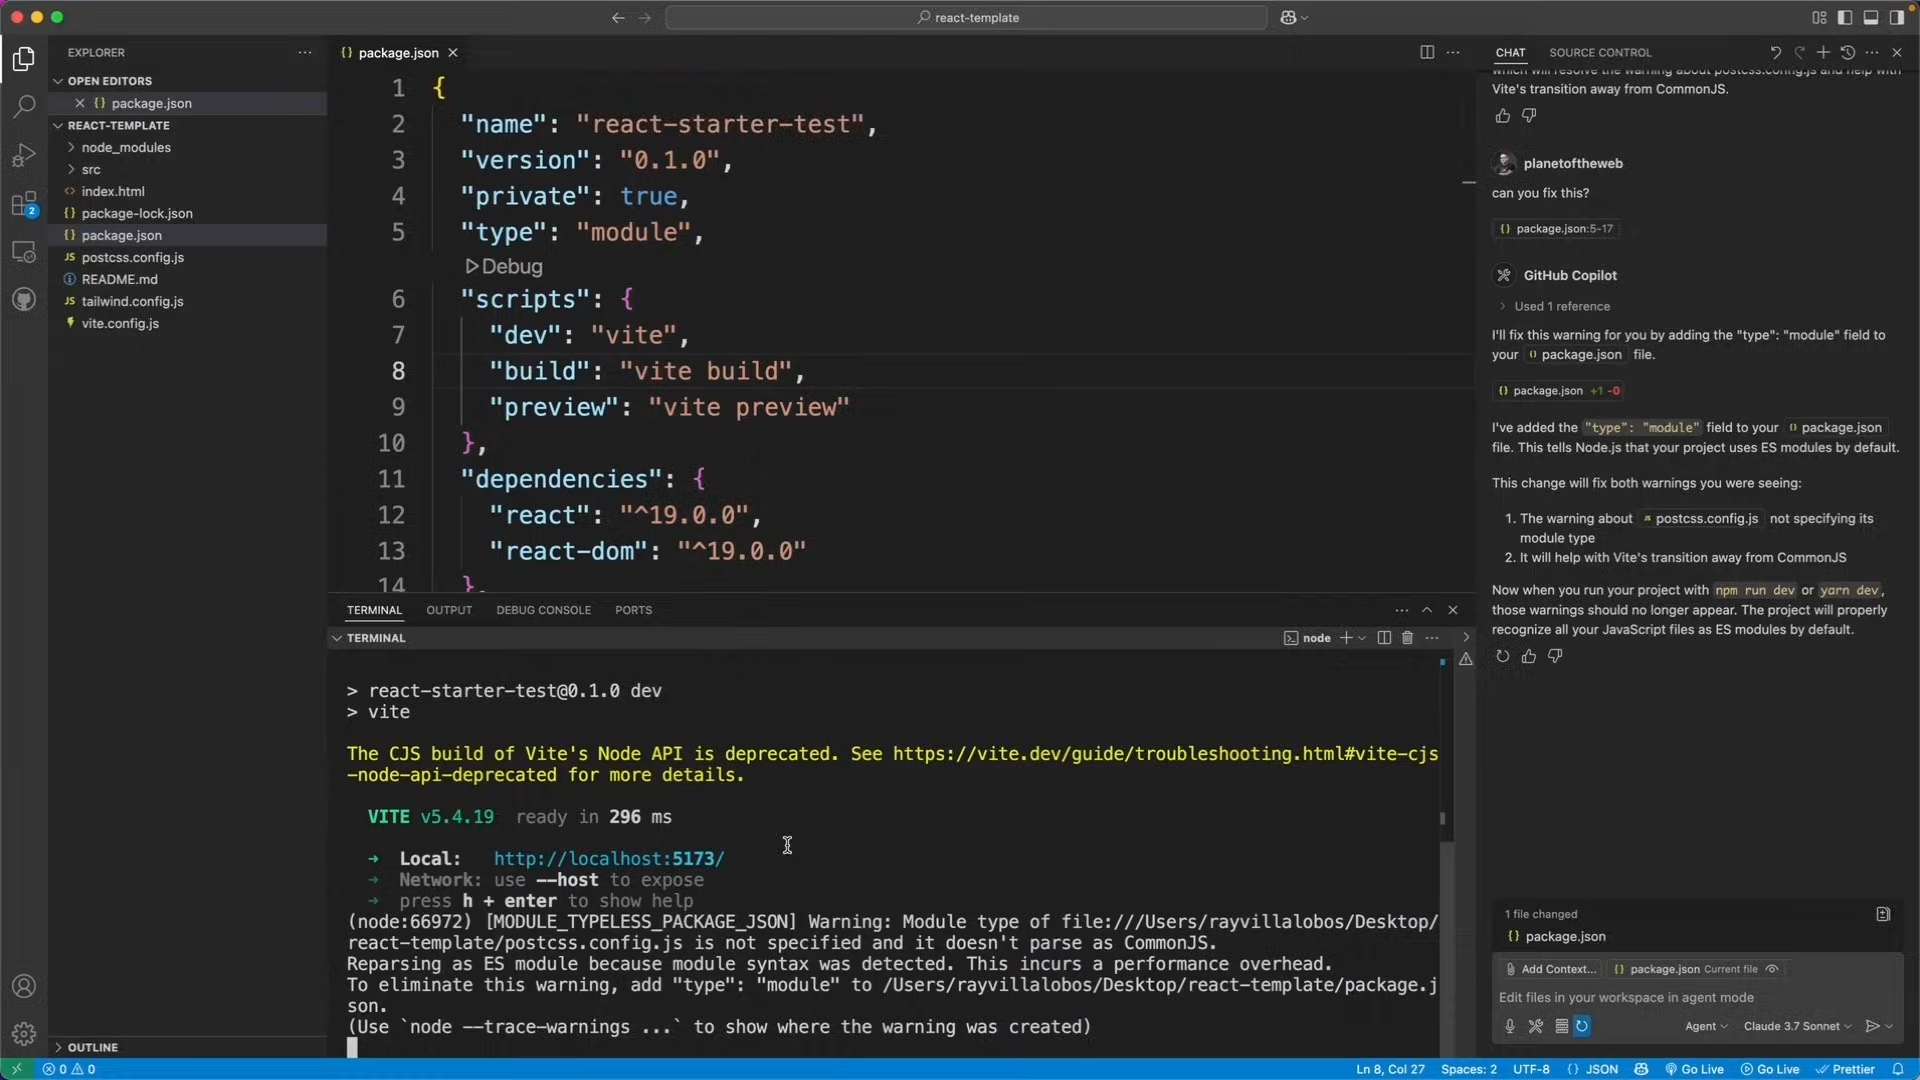 react-template
EXPLORER
OPEN EDITORS
package.json
REACT-TEMPLATE
node_modules
src
index.html
package-lock.json
package.json
postcss.config.js
README.md
tailwind.config.js
vite.config.js
OUTLINE
2
package.json
1 {
2 "name": "react-starter-test",
3 "version": "0.1.0",
4 "private": true,
5 "type": "module",
Debug
6 "scripts": {
7 "dev": "vite",
8 "build": "vite build",
9 "preview": "vite preview"
10 },
11 "dependencies": {
12 "react": "^19.0.0",
13 "react-dom": "^19.0.0"
14 },
TERMINAL OUTPUT DEBUG CONSOLE PORTS
TERMINAL
node
> react-starter-test@0.1.0 dev
> vite
The CJS build of Vite's Node API is deprecated. See https://vite.dev/guide/troubleshooting.html#vite-cjs
-node-api-deprecated for more details.
VITE v5.4.19 ready in 296 ms
➜ Local: http://localhost:5173/
➜ Network: use --host to expose
➜ press h + enter to show help
(node:66972) [MODULE_TYPELESS_PACKAGE_JSON] Warning: Module type of file:///Users/rayvillalobos/Desktop/
react-template/postcss.config.js is not specified and it doesn't parse as CommonJS.
Reparsing as ES module because module syntax was detected. This incurs a performance overhead.
To eliminate this warning, add "type": "module" to /Users/rayvillalobos/Desktop/react-template/package.j
son.
(Use `node --trace-warnings ...` to show where the warning was created)
CHAT SOURCE CONTROL
which will resolve the warning about postcss.config.js and help with
Vite's transition away from CommonJS.
planetoftheweb
can you fix this?
package.json:5-17
GitHub Copilot
Used 1 reference
I'll fix this warning for you by adding the "type": "module" field to
your package.json file.
package.json +1 -0
I've added the "type": "module" field to your package.json
file. This tells Node.js that your project uses ES modules by default.
This change will fix both warnings you were seeing:
1. The warning about postcss.config.js not specifying its
module type
2. It will help with Vite's transition away from CommonJS
Now when you run your project with npm run dev or yarn dev,
those warnings should no longer appear. The project will properly
recognize all your JavaScript files as ES modules by default.
1 file changed
package.json
Add Context... package.json Current file
Edit files in your workspace in agent mode
Agent Claude 3.7 Sonnet
0 0
Ln 8, Col 27 Spaces: 2 UTF-8 {} JSON Go Live Go Live Prettier